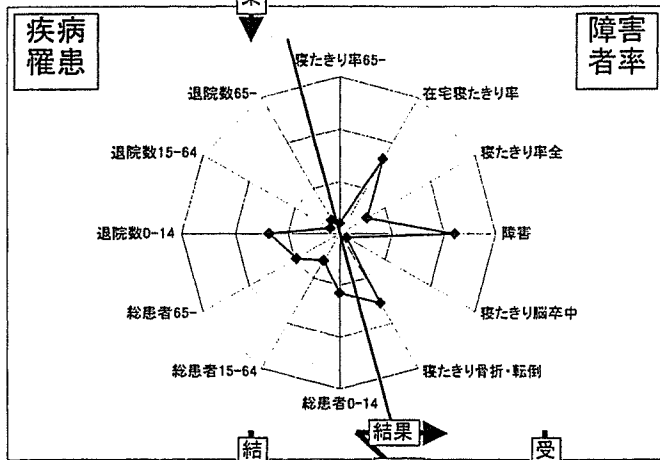 果
疾病
罹患
障害
者率
寝たきり率65-
退院数65-
在宅寝たきり率
退院数15-64
寝たきり率全
退院数0-14
障害
総患者65-
寝たきり脳卒中
総患者15-64
寝たきり骨折・転倒
総患者0-14
結果
結
受